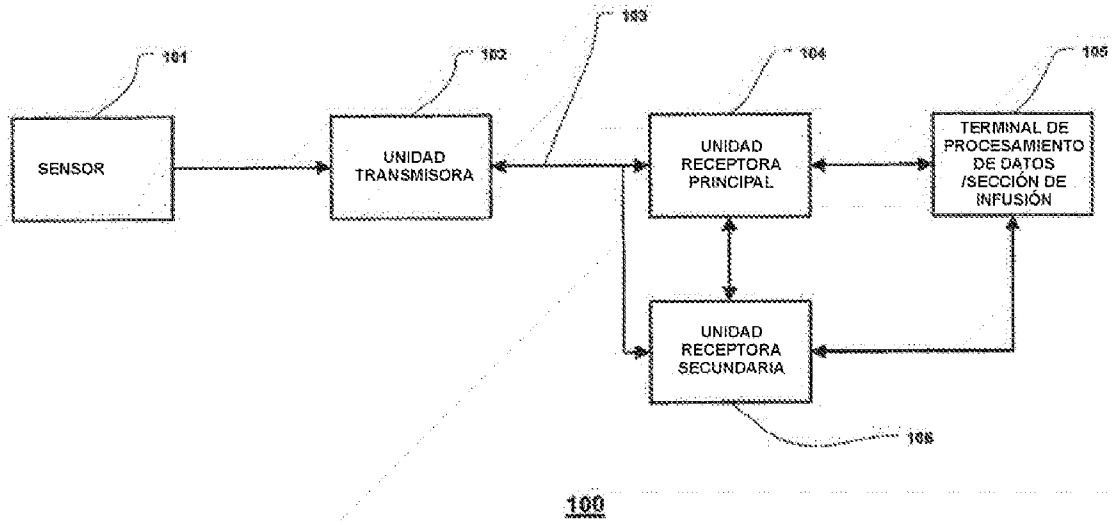 101
102
103
104
105
SENSOR
UNIDAD
TRANSMISORA
UNIDAD
RECEPTORA
PRINCIPAL
TERMINAL DE
PROCESAMIENTO
DE DATOS
/SECCIÓN DE
INFUSIÓN
UNIDAD
RECEPTORA
SECUNDARIA
106
100